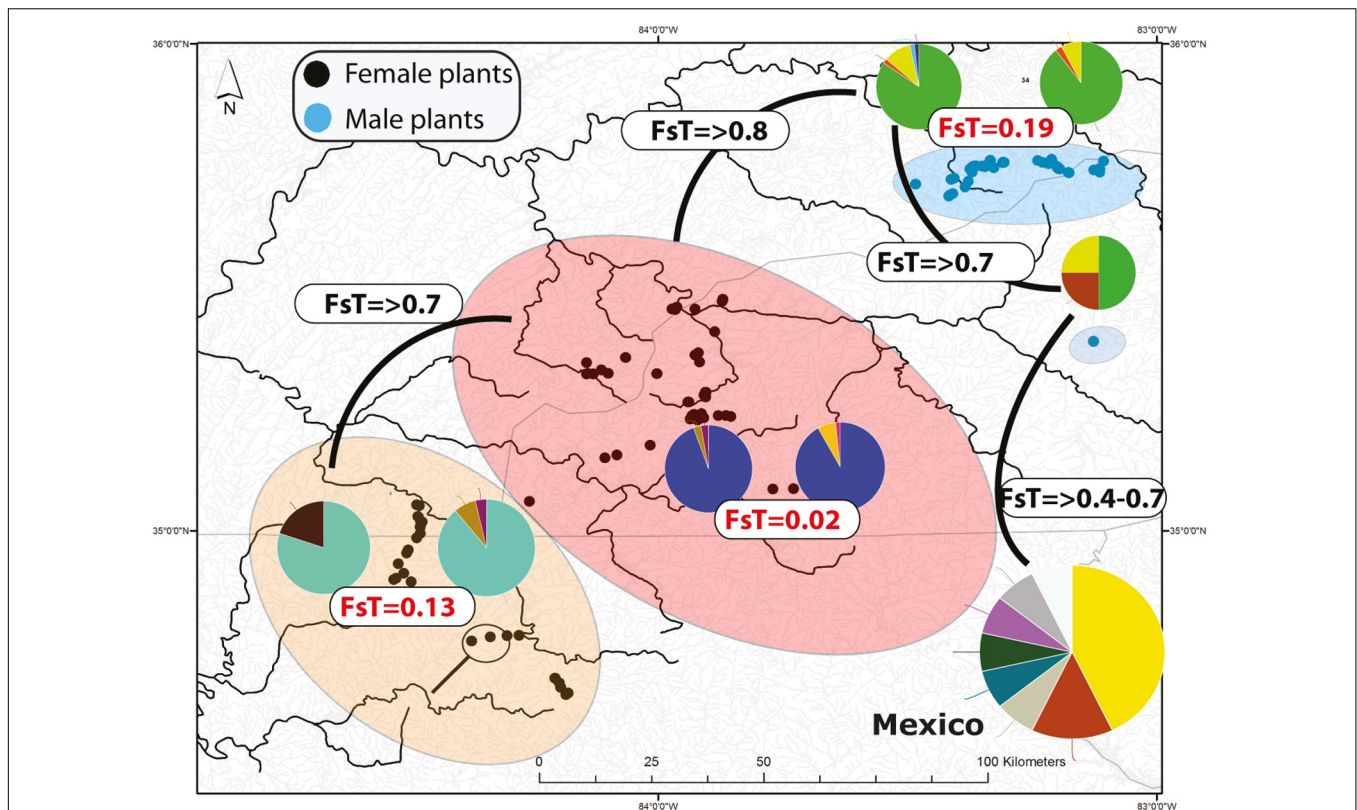 84°0'0"W
83°0'0"W
36°0'0"N
36°0'0"N
N
Female plants
Male plants
34
FsT=>0.8
FsT=0.19
FsT=>0.7
FsT=>0.7
FsT=>0.4-0.7
FsT=0.02
35°0'0"N
35°0'0"N
FsT=0.13
Mexico
0 25 50 100 Kilometers
84°0'0"W
83°0'0"W